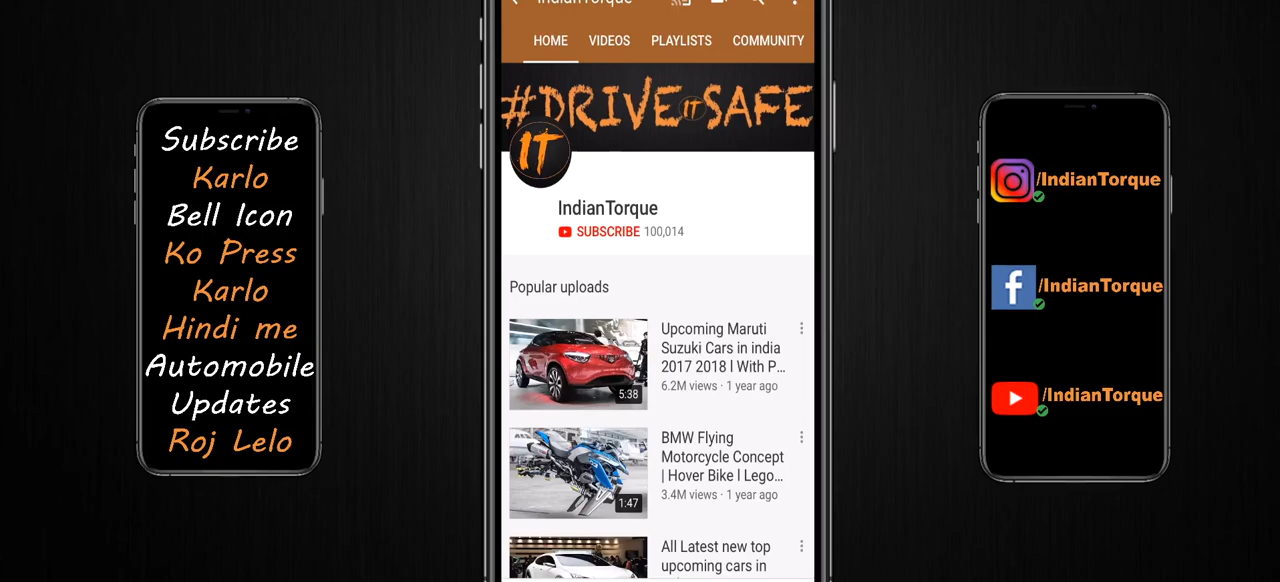 Subscribe
Karlo
Bell Icon
Ko Press
Karlo
Hindi me
Automobile
Updates
Roj Lelo
IndianTorque
HOME VIDEOS PLAYLISTS COMMUNITY
#DRIVE IT SAFE
IT
IndianTorque
SUBSCRIBE 100,014
Popular uploads
Upcoming Maruti
Suzuki Cars in india
2017 2018 l With P...
6.2M views · 1 year ago
5:38
BMW Flying
Motorcycle Concept
| Hover Bike l Lego...
3.4M views · 1 year ago
1:47
All Latest new top
upcoming cars in
/IndianTorque
/IndianTorque
/IndianTorque